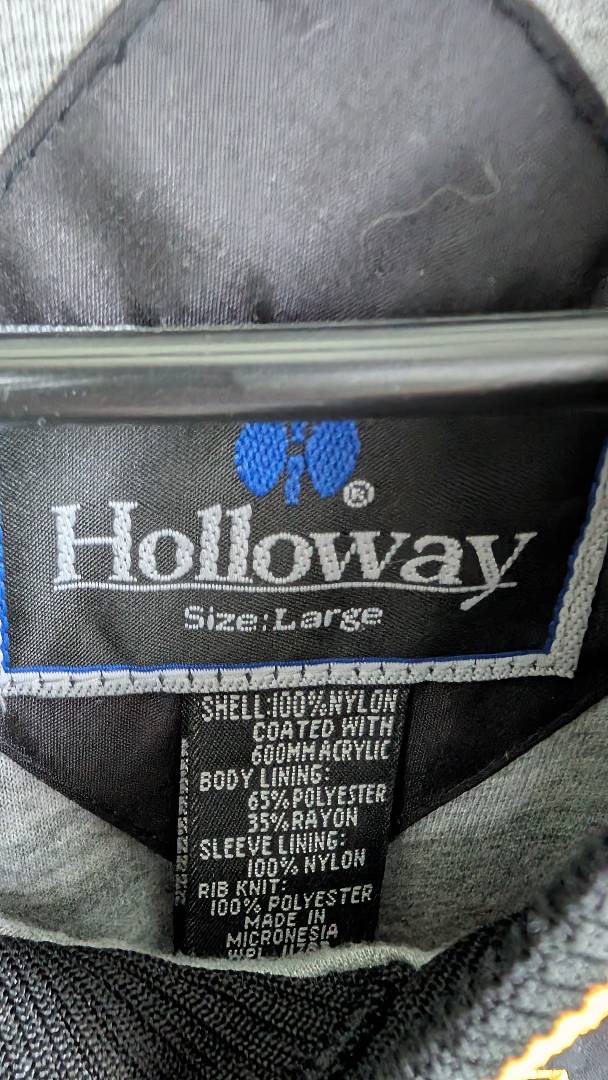 ®
Holloway
Size:Large
SHELL:100%NYLON
COATED WITH
600MM ACRYLIC
BODY LINING:
65%POLYESTER
35%RAYON
SLEEVE LINING:
100% NYLON
RIB KNIT:
100% POLYESTER
MADE IN
MICRONESIA
WPL